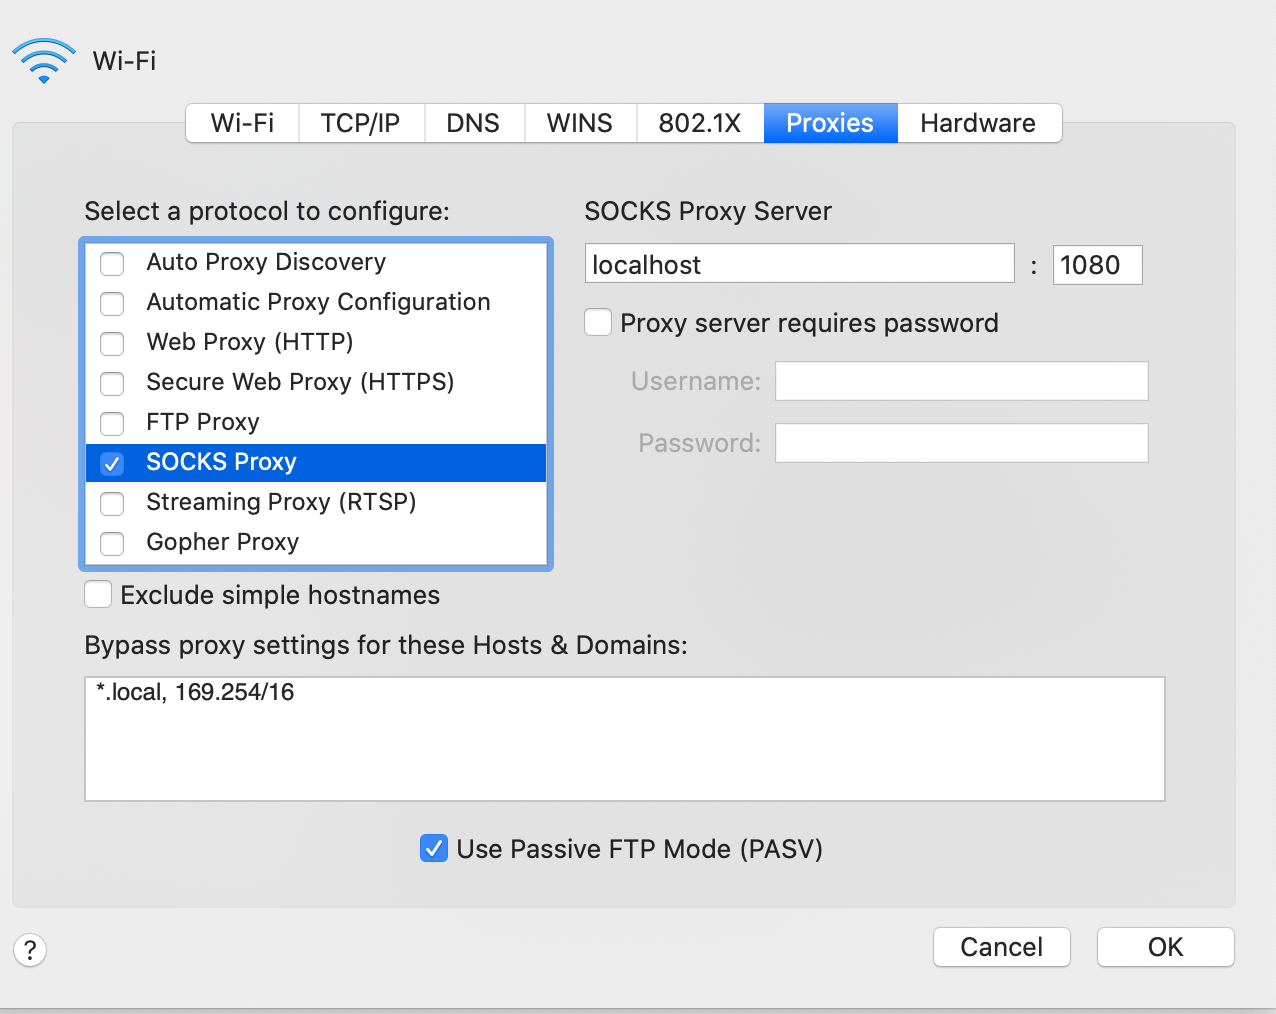 Wi-Fi
Wi-Fi TCP/IP DNS WINS 802.1X Proxies Hardware
Select a protocol to configure:
Auto Proxy Discovery
Automatic Proxy Configuration
Web Proxy (HTTP)
Secure Web Proxy (HTTPS)
FTP Proxy
SOCKS Proxy
Streaming Proxy (RTSP)
Gopher Proxy
SOCKS Proxy Server
localhost : 1080
Proxy server requires password
Username:
Password:
Exclude simple hostnames
Bypass proxy settings for these Hosts & Domains:
*.local, 169.254/16
Use Passive FTP Mode (PASV)
? Cancel OK